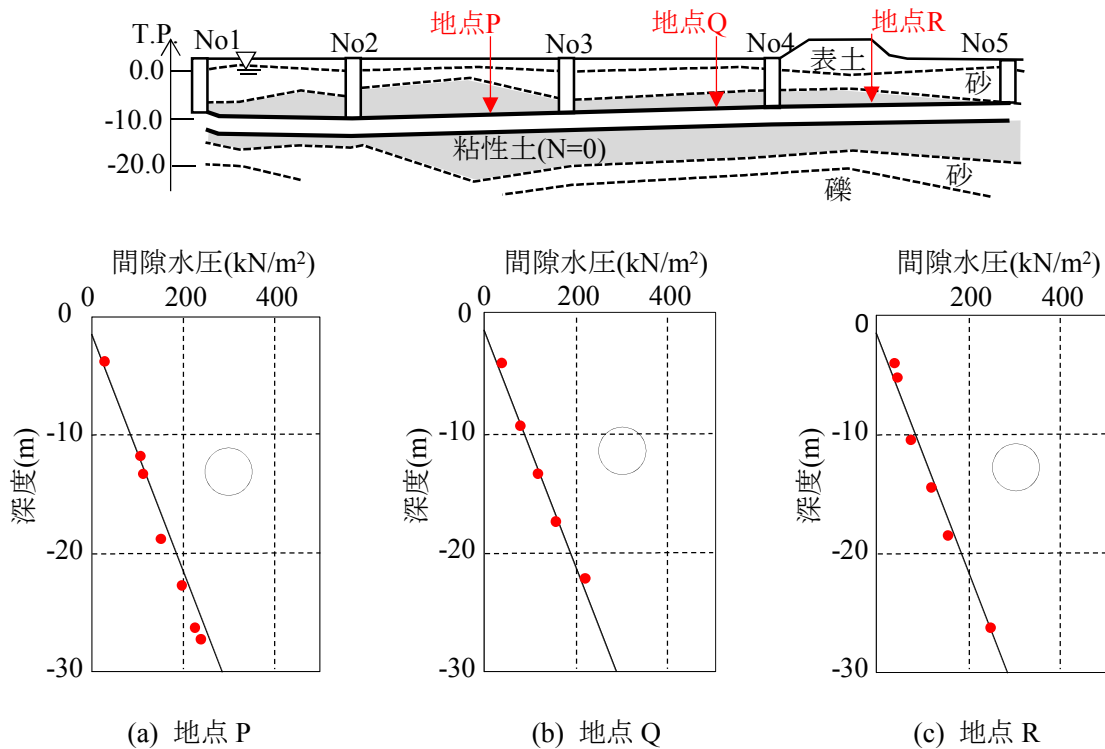 地点P 地点Q 地点R
T.P.
No1 No2 No3 No4 No5
表土
0.0
砂
-10.0
粘性土(N=0)
-20.0
砂
礫
間隙水圧(kN/m²) 間隙水圧(kN/m²) 間隙水圧(kN/m²)
0 200 400 0 200 400 200 400
0 0 0
-10 -10 -10
深度(m) 深度(m) 深度(m)
-20 -20 -20
-30 -30 -30
(a) 地点 P (b) 地点 Q (c) 地点 R